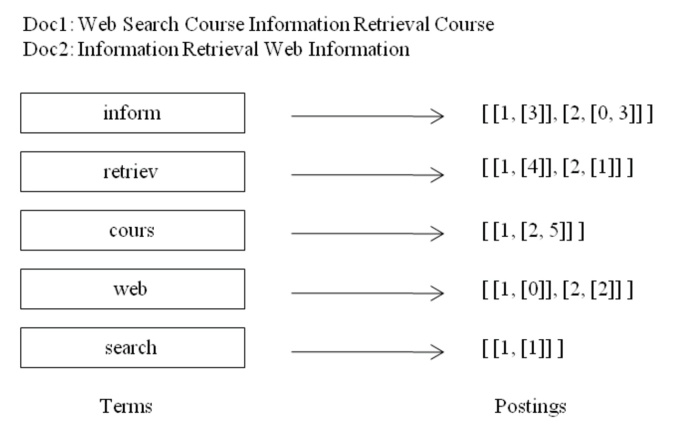 Doc1: Web Search Course Information Retrieval Course
Doc2: Information Retrieval Web Information
inform [ [1, [3]], [2, [0, 3]] ]
retriev [ [1, [4]], [2, [1]] ]
cours [ [1, [2, 5]] ]
web [ [1, [0]], [2, [2]] ]
search [ [1, [1]] ]
Terms Postings